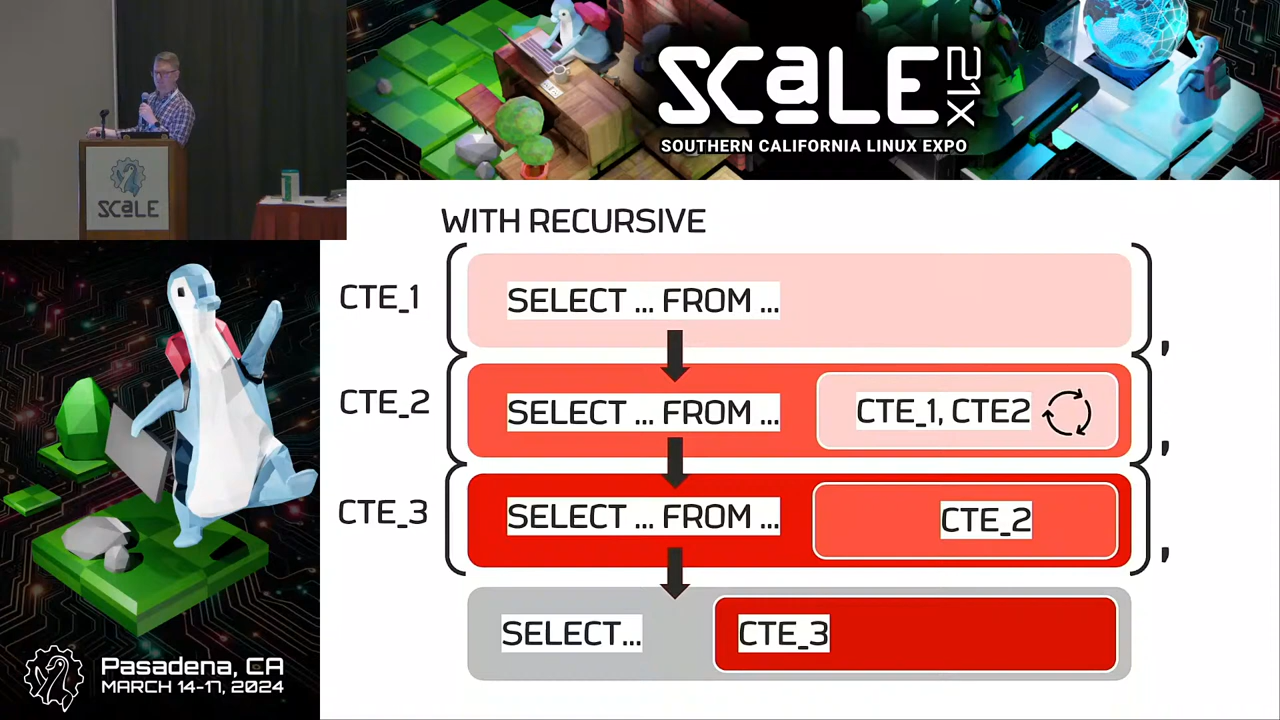 SCALE 21X
SOUTHERN CALIFORNIA LINUX EXPO
SCALE
WITH RECURSIVE
CTE_1
SELECT ... FROM ...
,
CTE_2
SELECT ... FROM ...
CTE_1, CTE2
,
CTE_3
SELECT ... FROM ...
CTE_2
,
SELECT...
CTE_3
Pasadena, CA
MARCH 14-17, 2024